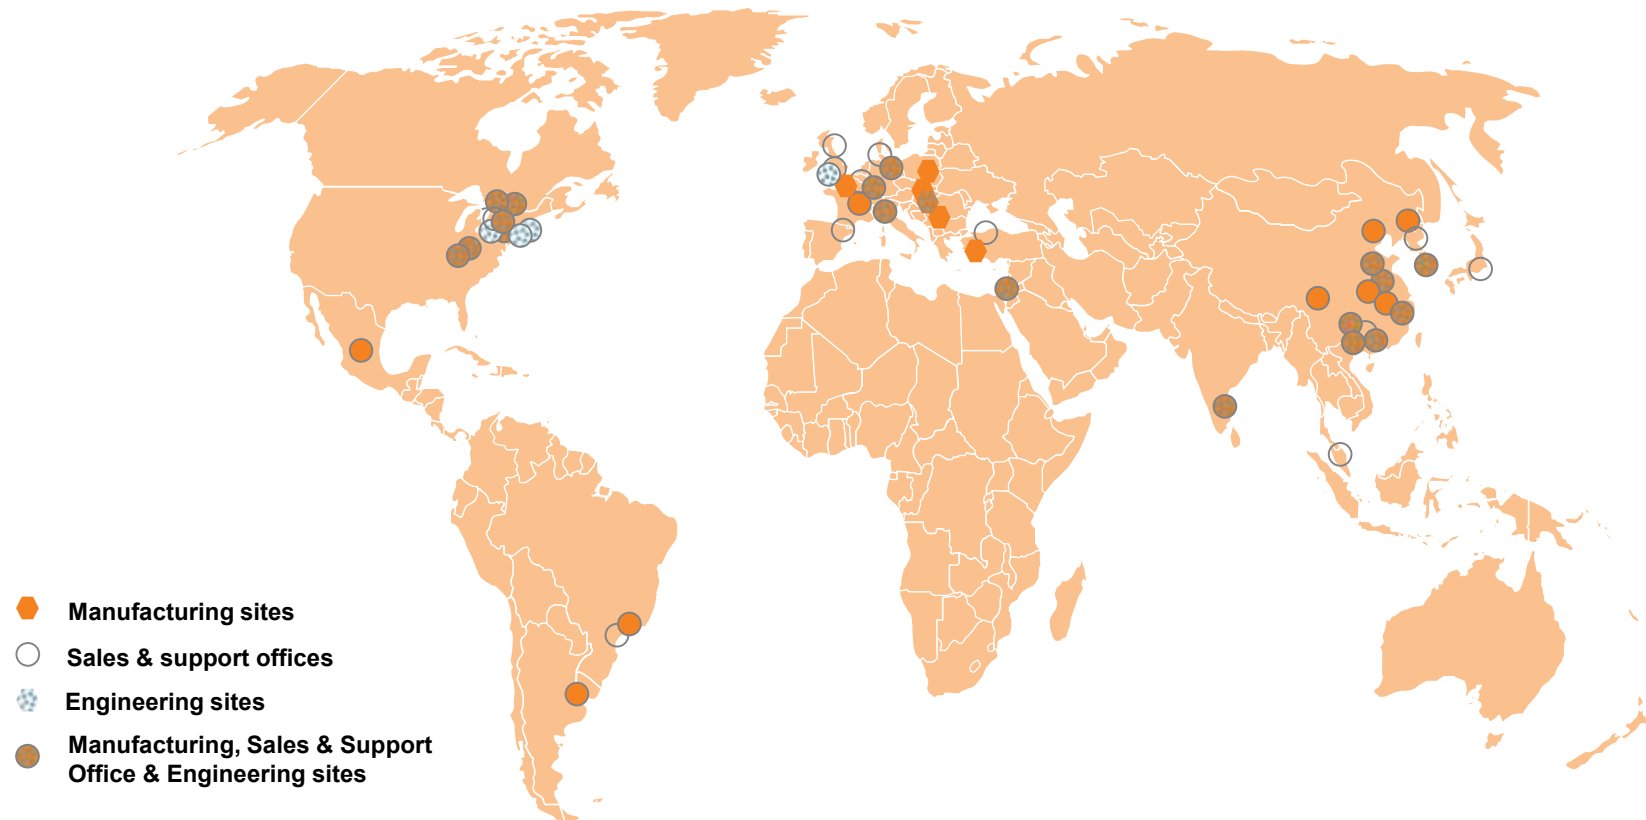 Manufacturing sites
Sales & support offices
Engineering sites
Manufacturing, Sales & Support
Office & Engineering sites